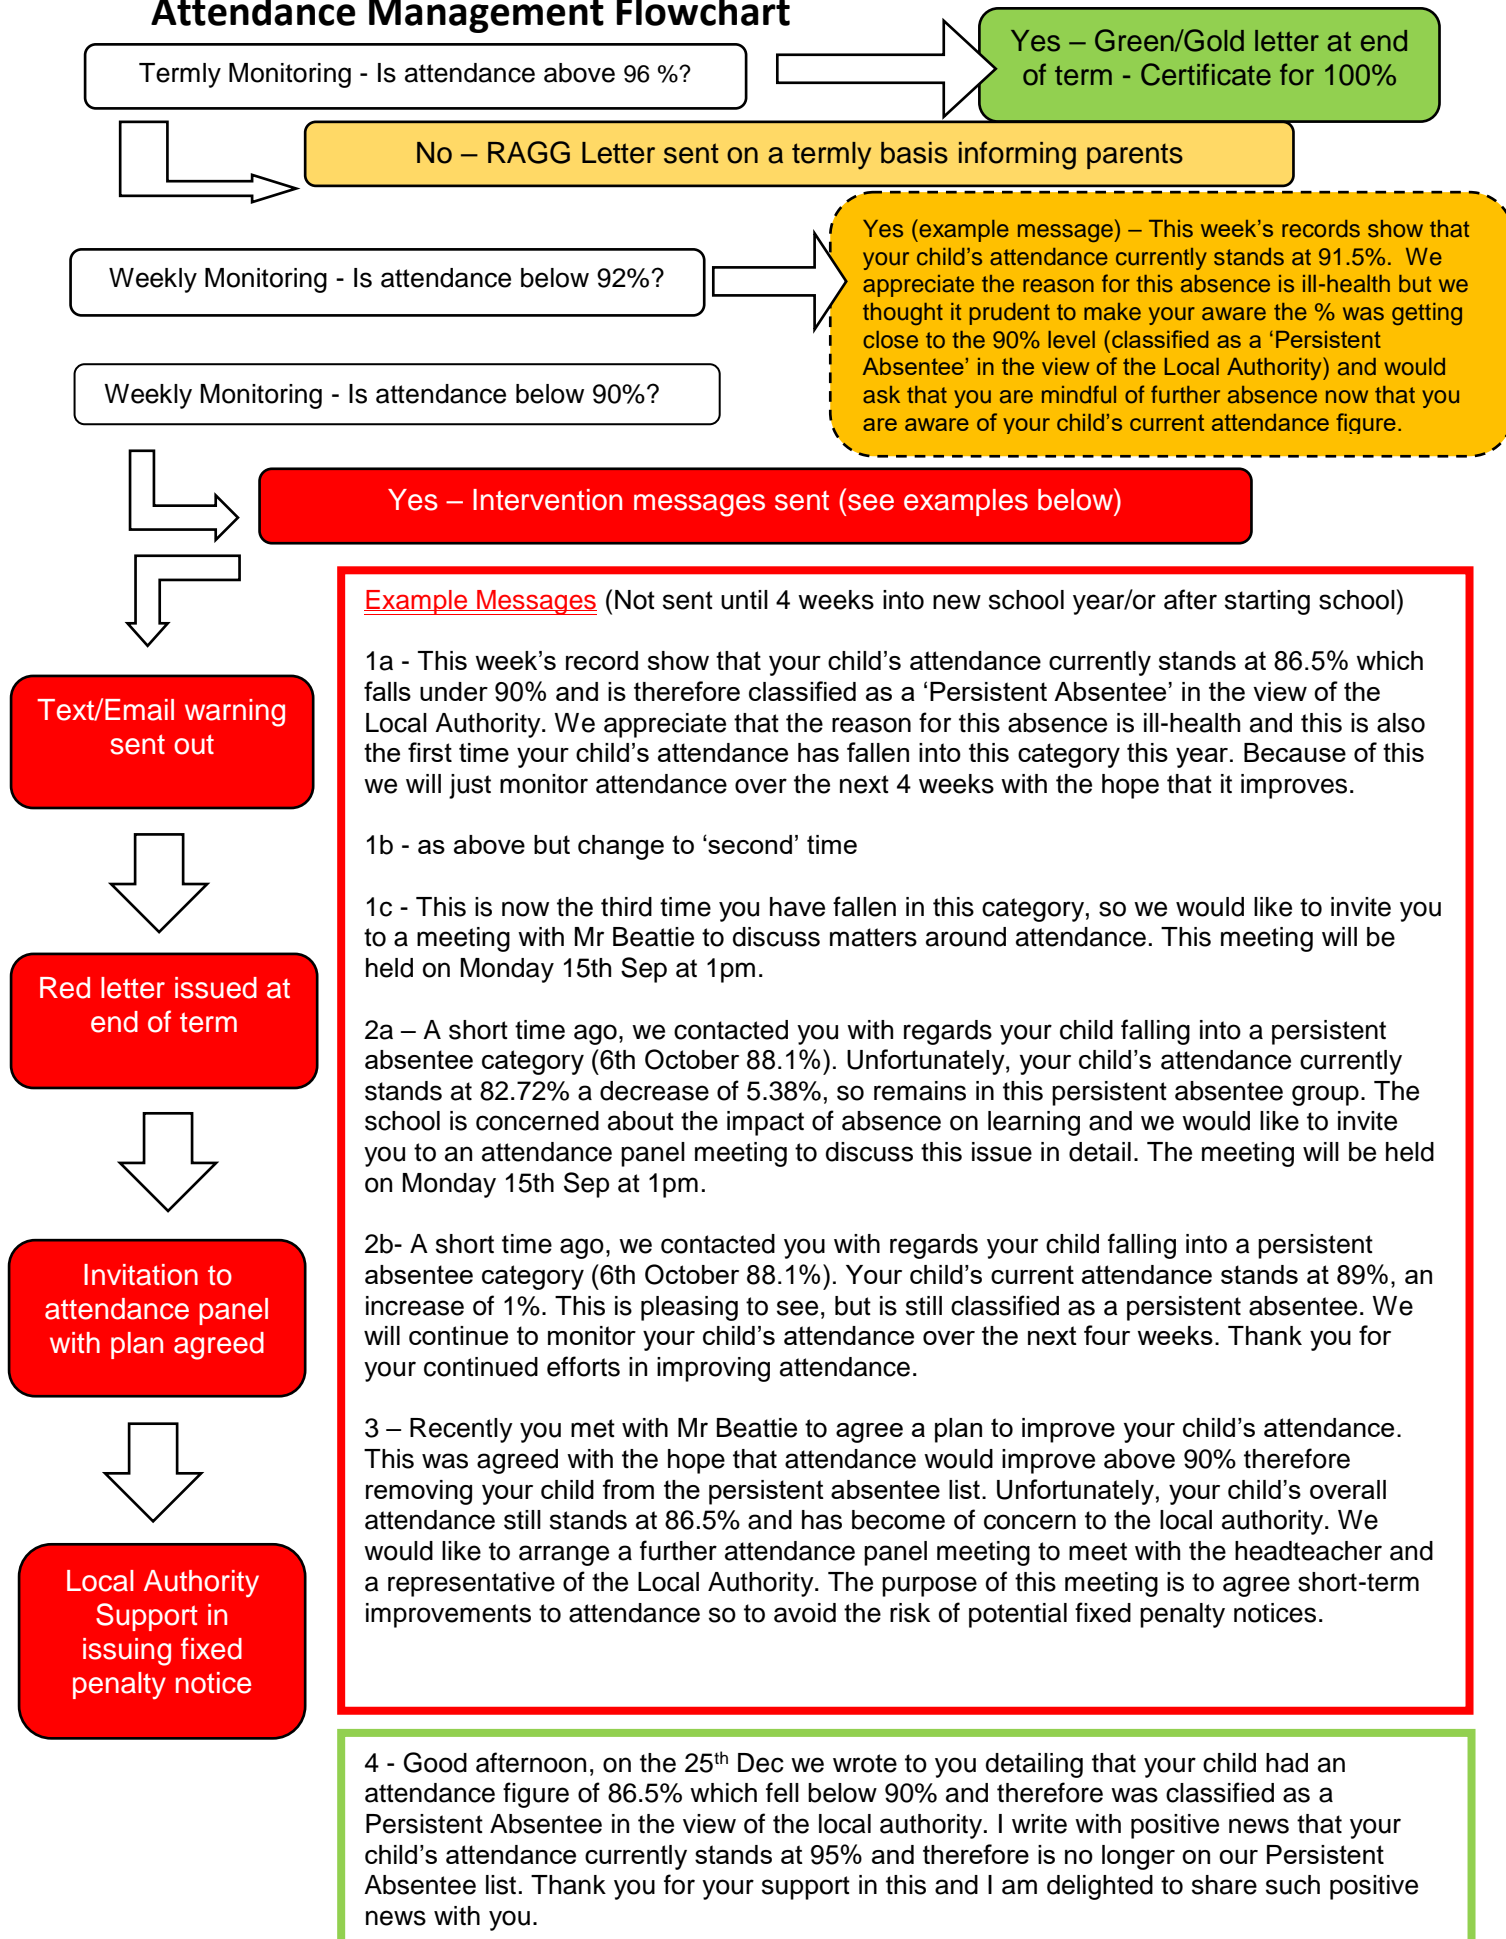 Attendance Management Flowchart
Termly Monitoring - Is attendance above 96 %?
Yes – Green/Gold letter at end
of term - Certificate for 100%
No – RAGG Letter sent on a termly basis informing parents
Weekly Monitoring - Is attendance below 92%?
Yes (example message) – This week’s records show that
your child’s attendance currently stands at 91.5%.  We
appreciate the reason for this absence is ill-health but we
thought it prudent to make your aware the % was getting
close to the 90% level (classified as a ‘Persistent
Absentee’ in the view of the Local Authority) and would
ask that you are mindful of further absence now that you
are aware of your child’s current attendance figure.
Weekly Monitoring - Is attendance below 90%?
Yes – Intervention messages sent (see examples below)
Text/Email warning
sent out
Red letter issued at
end of term
Invitation to
attendance panel
with plan agreed
Local Authority
Support in
issuing fixed
penalty notice
Example Messages (Not sent until 4 weeks into new school year/or after starting school)
1a - This week’s record show that your child’s attendance currently stands at 86.5% which
falls under 90% and is therefore classified as a ‘Persistent Absentee’ in the view of the
Local Authority. We appreciate that the reason for this absence is ill-health and this is also
the first time your child’s attendance has fallen into this category this year. Because of this
we will just monitor attendance over the next 4 weeks with the hope that it improves.
1b - as above but change to ‘second’ time
1c - This is now the third time you have fallen in this category, so we would like to invite you
to a meeting with Mr Beattie to discuss matters around attendance. This meeting will be
held on Monday 15th Sep at 1pm.
2a – A short time ago, we contacted you with regards your child falling into a persistent
absentee category (6th October 88.1%). Unfortunately, your child’s attendance currently
stands at 82.72% a decrease of 5.38%, so remains in this persistent absentee group. The
school is concerned about the impact of absence on learning and we would like to invite
you to an attendance panel meeting to discuss this issue in detail. The meeting will be held
on Monday 15th Sep at 1pm.
2b- A short time ago, we contacted you with regards your child falling into a persistent
absentee category (6th October 88.1%). Your child’s current attendance stands at 89%, an
increase of 1%. This is pleasing to see, but is still classified as a persistent absentee. We
will continue to monitor your child’s attendance over the next four weeks. Thank you for
your continued efforts in improving attendance.
3 – Recently you met with Mr Beattie to agree a plan to improve your child’s attendance.
This was agreed with the hope that attendance would improve above 90% therefore
removing your child from the persistent absentee list. Unfortunately, your child’s overall
attendance still stands at 86.5% and has become of concern to the local authority. We
would like to arrange a further attendance panel meeting to meet with the headteacher and
a representative of the Local Authority. The purpose of this meeting is to agree short-term
improvements to attendance so to avoid the risk of potential fixed penalty notices.
4 - Good afternoon, on the 25th Dec we wrote to you detailing that your child had an
attendance figure of 86.5% which fell below 90% and therefore was classified as a
Persistent Absentee in the view of the local authority. I write with positive news that your
child’s attendance currently stands at 95% and therefore is no longer on our Persistent
Absentee list. Thank you for your support in this and I am delighted to share such positive
news with you.